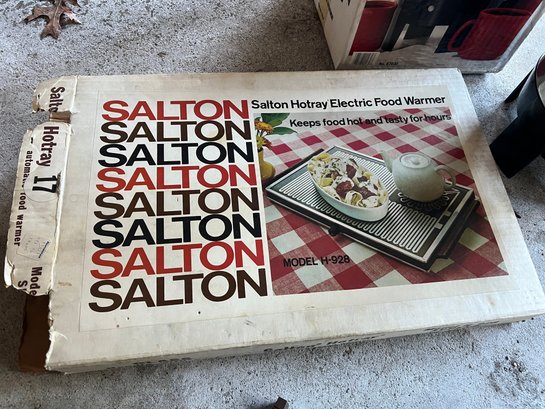 SALTON
SALTON
SALTON
SALTON
SALTON
SALTON
SALTON
SALTON
Salton Hotray Electric Food Warmer
Keeps food hot and tasty for hours
MODEL H-928
Hotray 17
food warmer